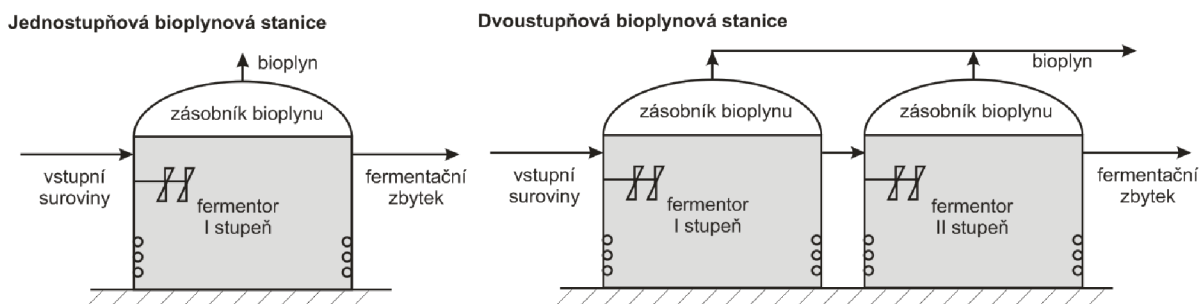 Jednostupňová bioplynová stanice
bioplyn
zásobník bioplynu
vstupní
suroviny
fermentační
zbytek
fermentor
I stupeň
Dvoustupňová bioplynová stanice
bioplyn
zásobník bioplynu
zásobník bioplynu
vstupní
suroviny
fermentor
I stupeň
fermentor
II stupeň
fermentační
zbytek